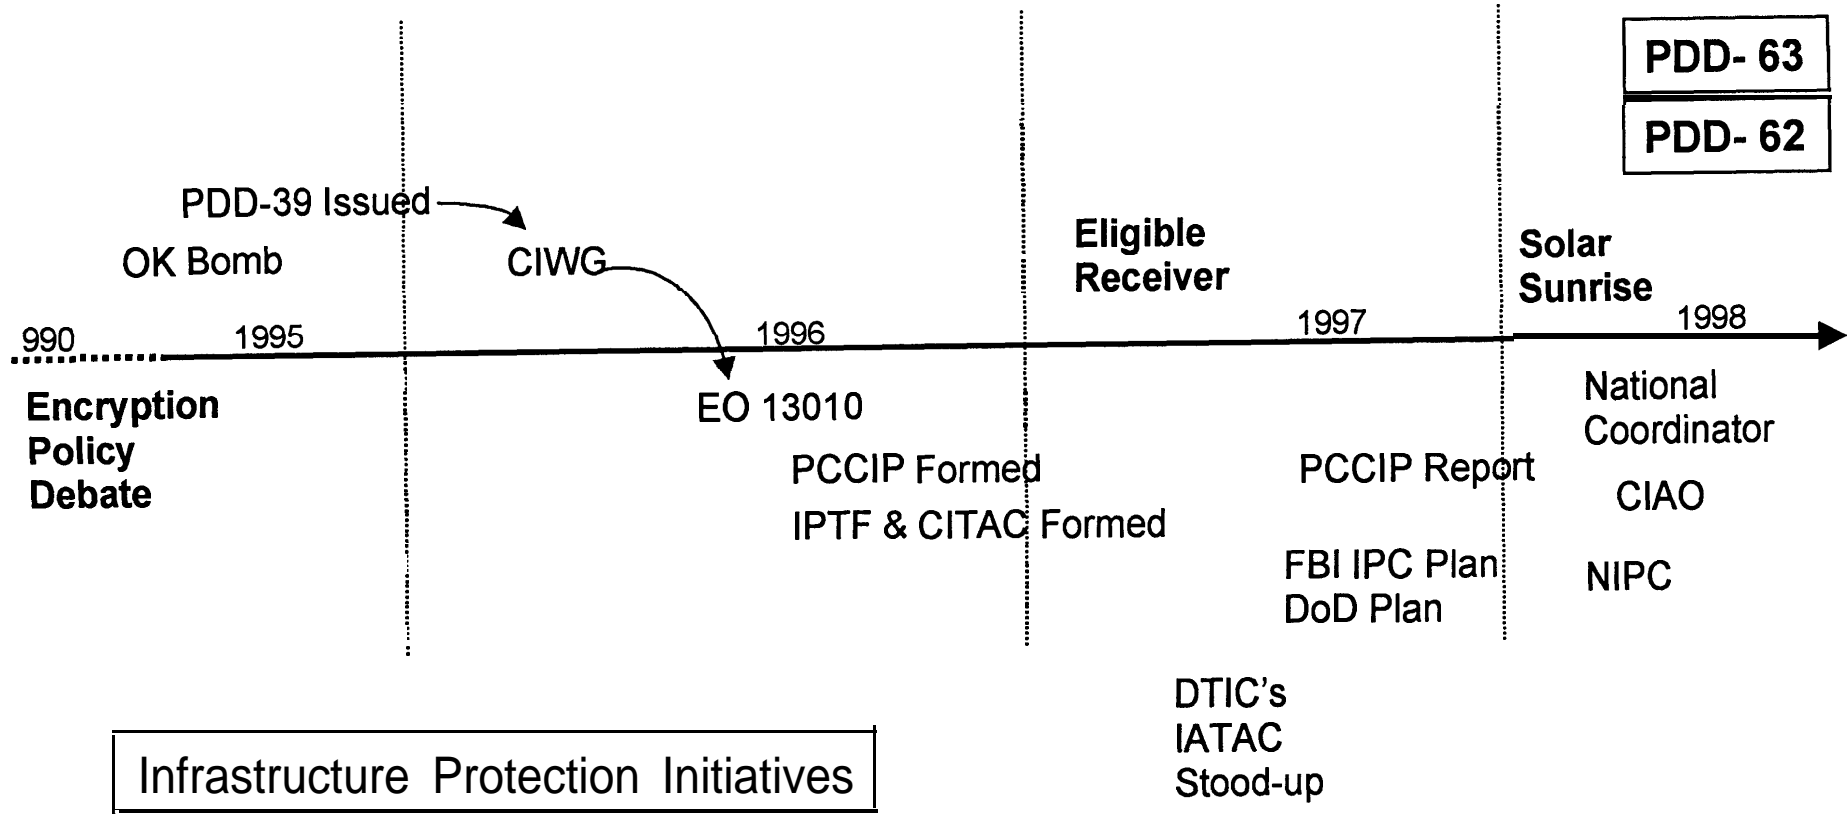 PDD- 63
PDD- 62
PDD-39 Issued
OK Bomb
CIWG
Eligible
Receiver
Solar
Sunrise
990
1995
1996
1997
1998
Encryption
Policy
Debate
EO 13010
PCCIP Formed
IPTF & CITAC Formed
PCCIP Report
FBI IPC Plan
DoD Plan
National
Coordinator
CIAO
NIPC
DTIC's
IATAC
Stood-up
Infrastructure Protection Initiatives